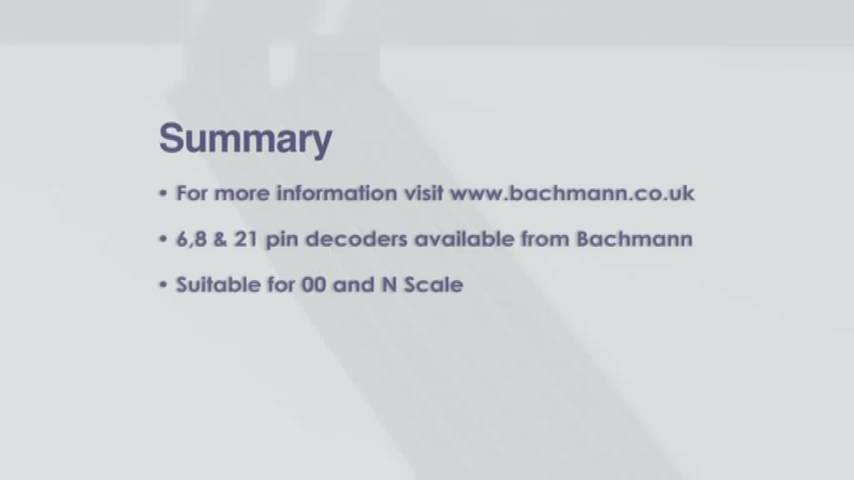 Summary
• For more information visit www.bachmann.co.uk
• 6,8 & 21 pin decoders available from Bachmann
• Suitable for 00 and N Scale